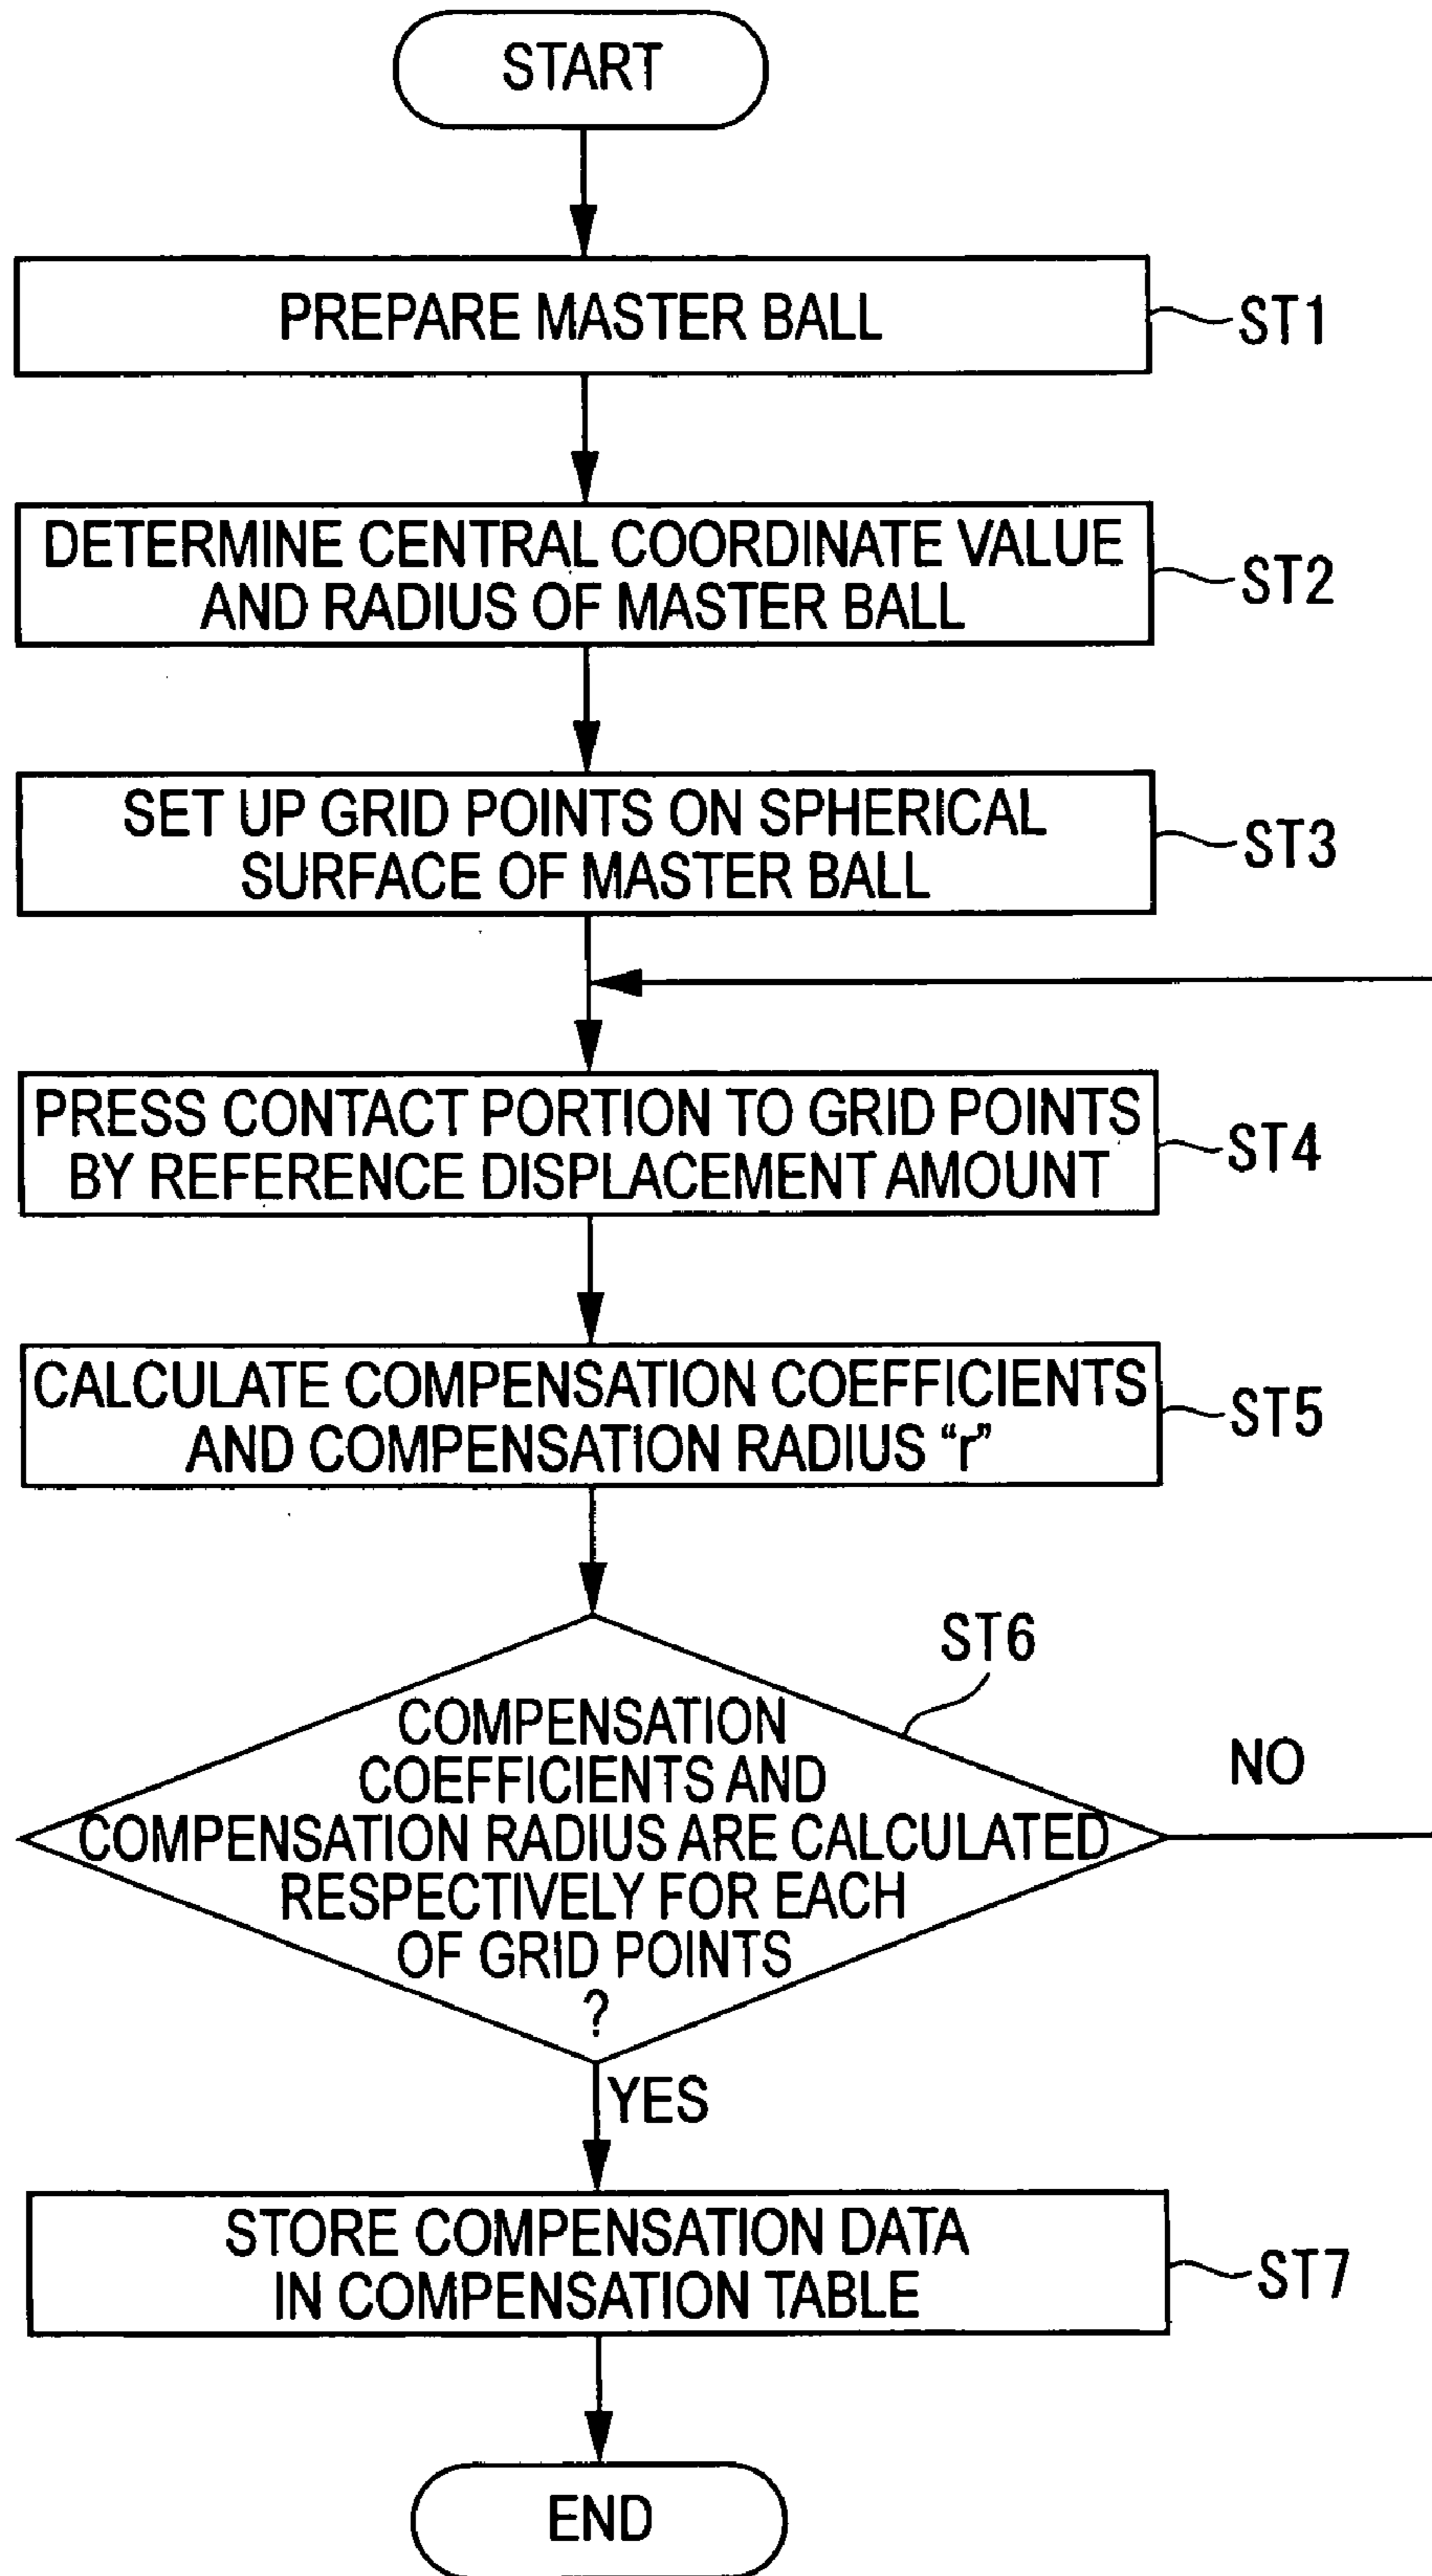 START
PREPARE MASTER BALL
ST1
DETERMINE CENTRAL COORDINATE VALUE
AND RADIUS OF MASTER BALL
ST2
SET UP GRID POINTS ON SPHERICAL
SURFACE OF MASTER BALL
ST3
PRESS CONTACT PORTION TO GRID POINTS
BY REFERENCE DISPLACEMENT AMOUNT
ST4
CALCULATE COMPENSATION COEFFICIENTS
AND COMPENSATION RADIUS “r”
ST5
ST6
COMPENSATION
COEFFICIENTS AND
COMPENSATION RADIUS ARE CALCULATED
RESPECTIVELY FOR EACH
OF GRID POINTS
?
NO
YES
STORE COMPENSATION DATA
IN COMPENSATION TABLE
ST7
END